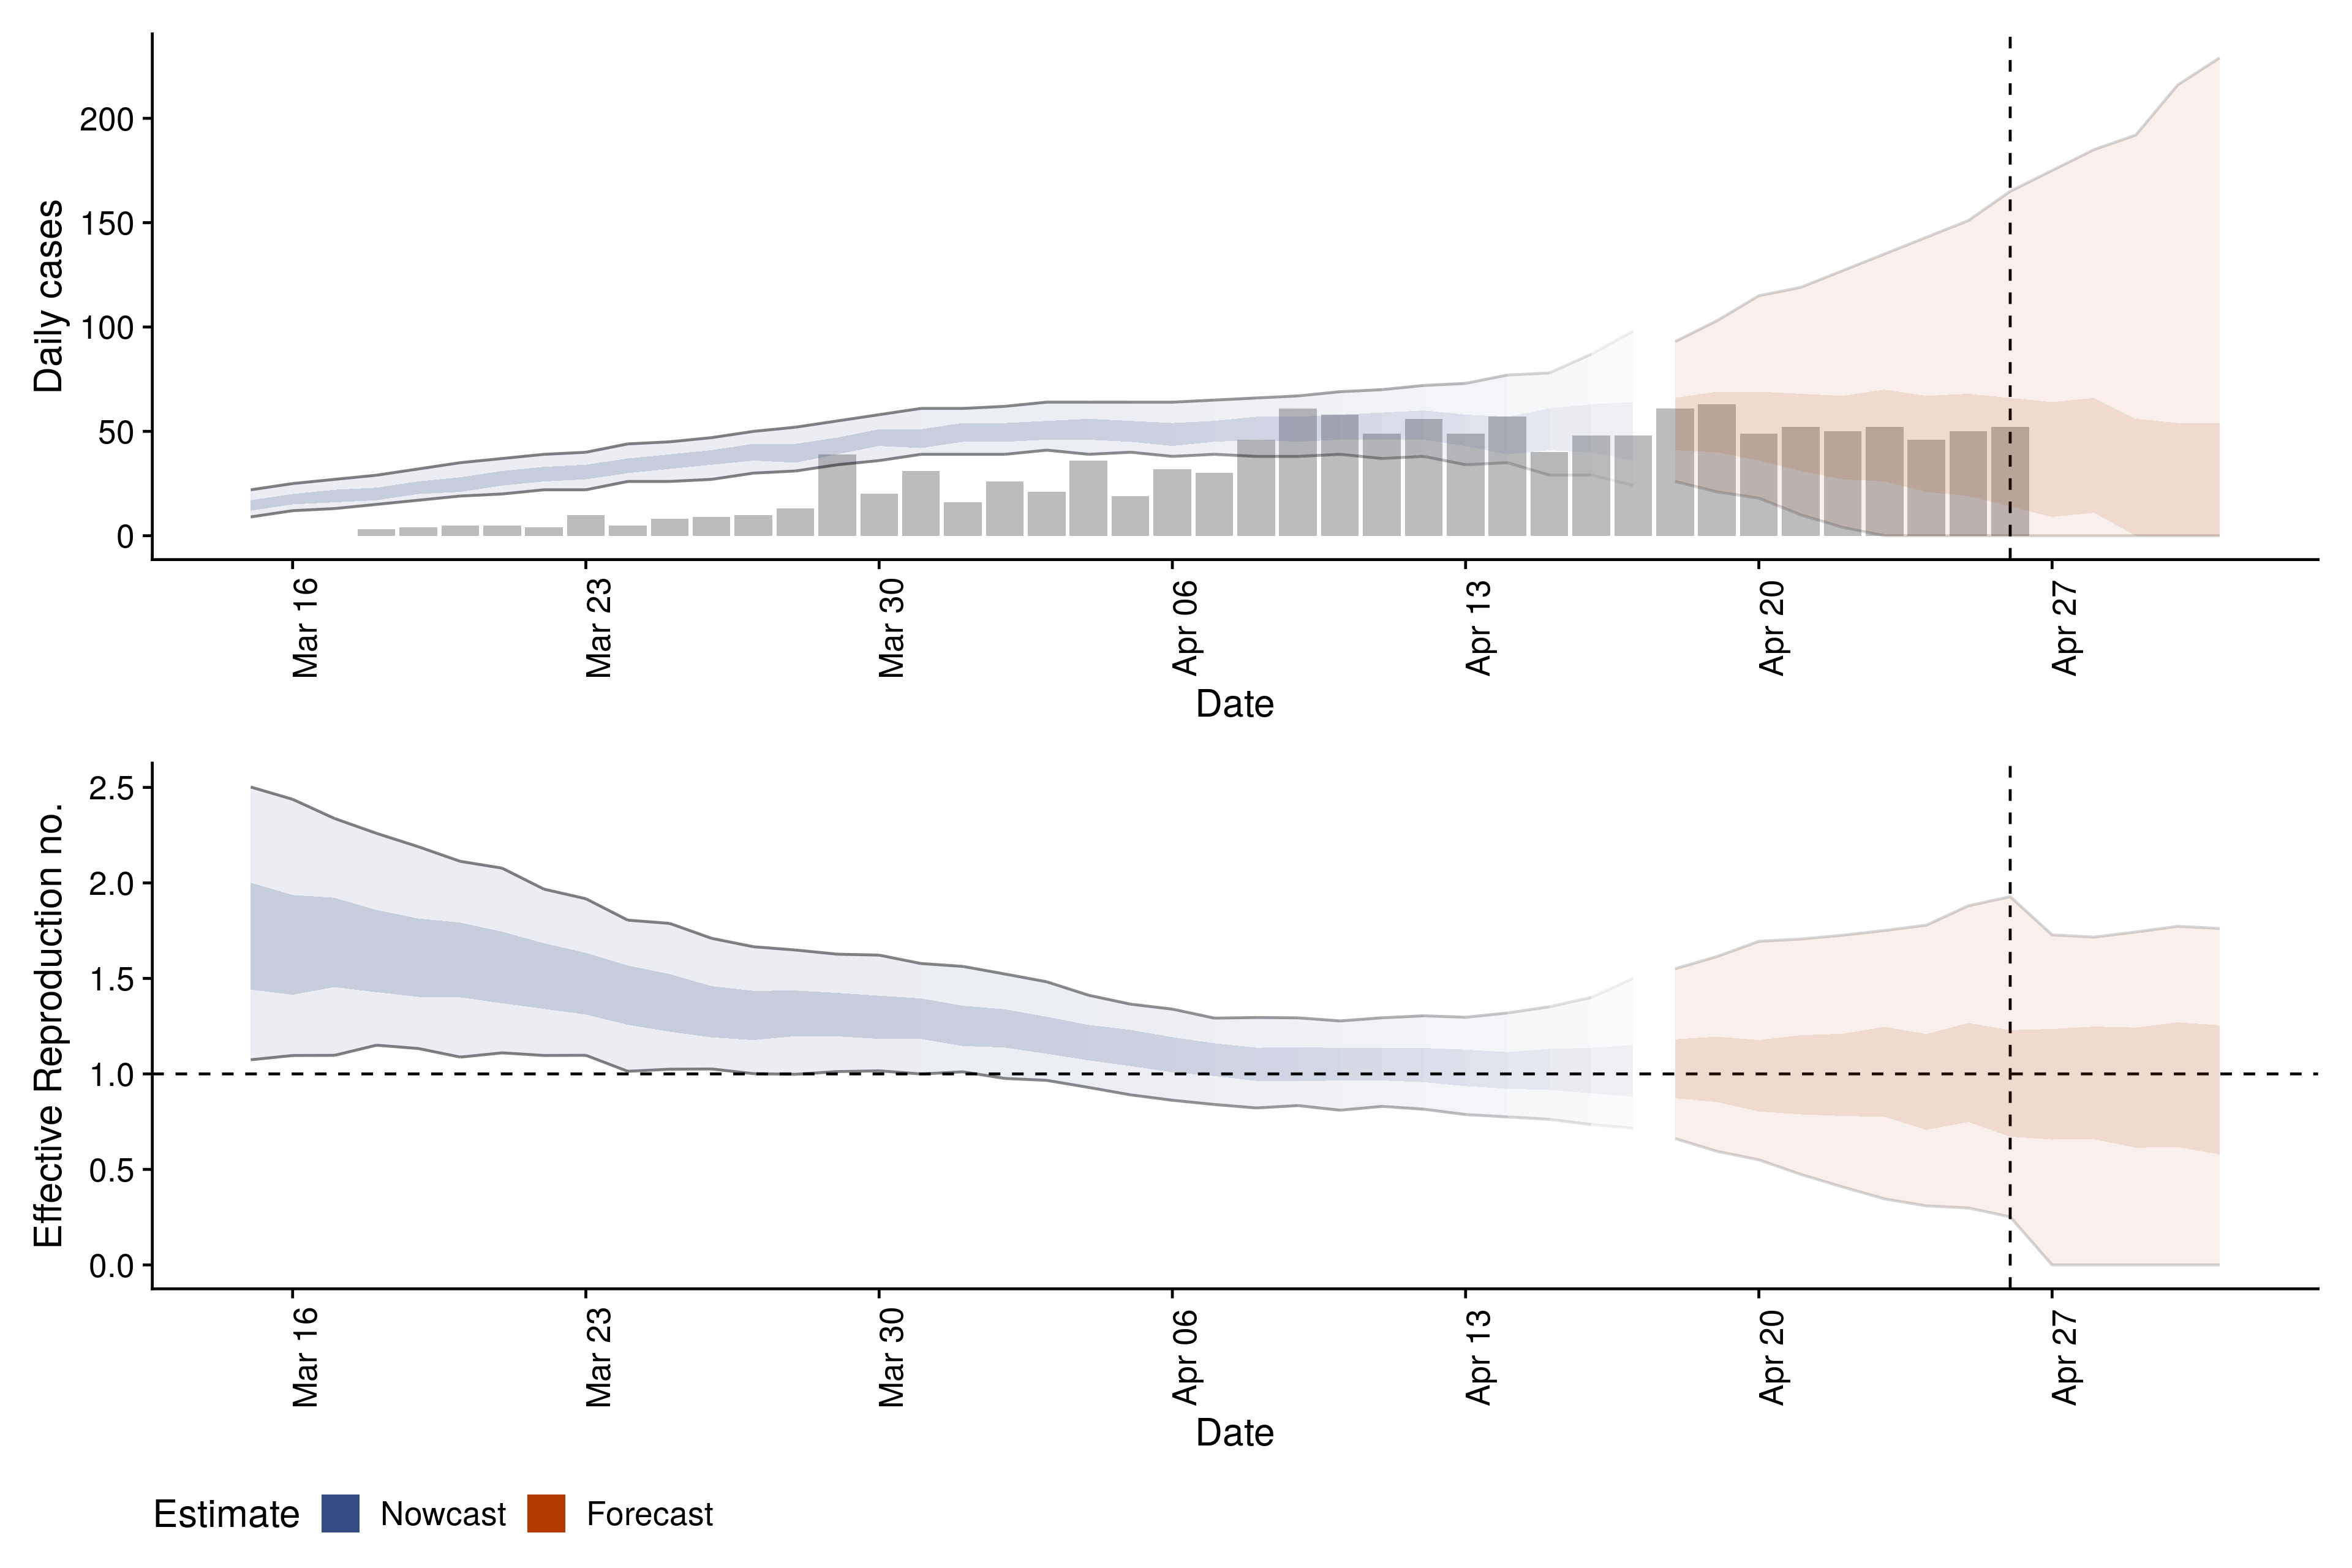 Daily cases
200
150
100
50
0
Mar 16 Mar 23 Mar 30 Apr 06 Apr 13 Apr 20 Apr 27
Date
Effective Reproduction no.
2.5
2.0
1.5
1.0
0.5
0.0
Mar 16 Mar 23 Mar 30 Apr 06 Apr 13 Apr 20 Apr 27
Date
Estimate Nowcast Forecast